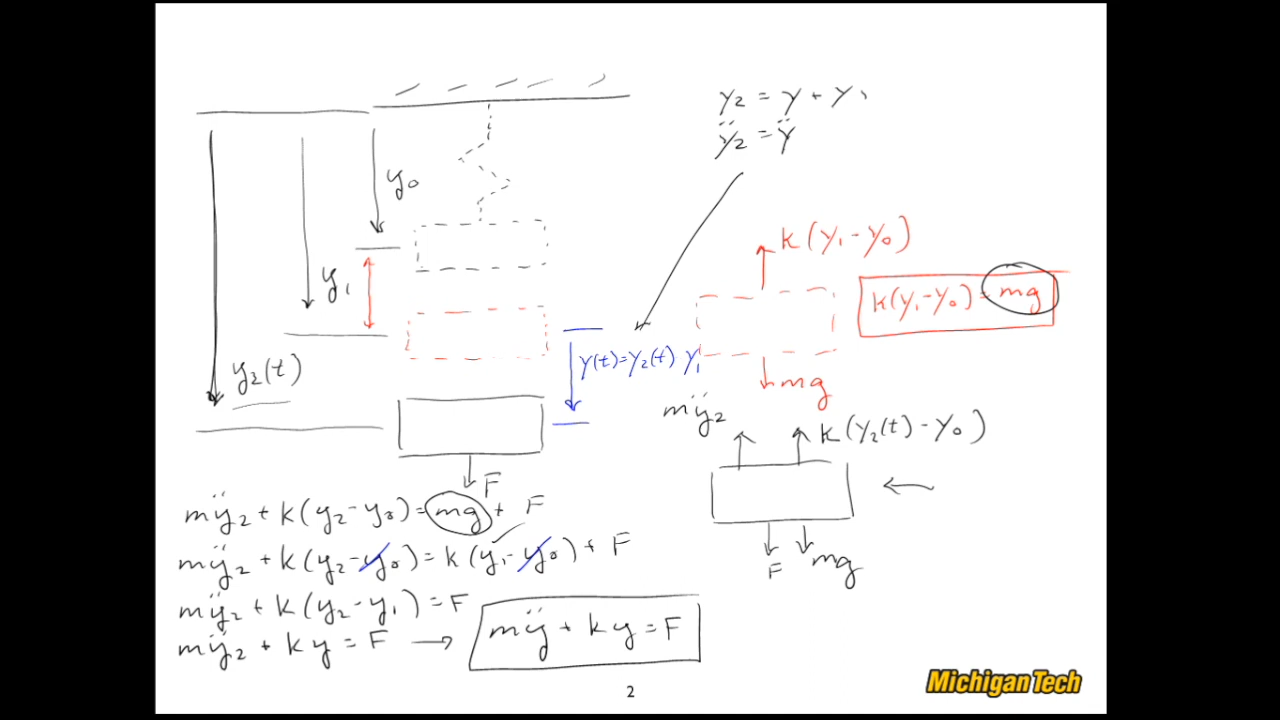 y₂ = y + y₁
ÿ₂ = ÿ
y₀
y₁
y₂(t)
k(y₁-y₀)
k(y₁-y₀) = mg
y(t)=y₂(t) y₁
mg
mÿ₂
k(y₂(t)-y₀)
F
F
mg
mÿ₂ + k(y₂-y₀) = mg + F
mÿ₂ + k(y₂-y₀) = k(y₁-y₀) + F
mÿ₂ + k(y₂-y₁) = F
mÿ₂ + ky = F → mÿ + ky = F
Michigan Tech
2